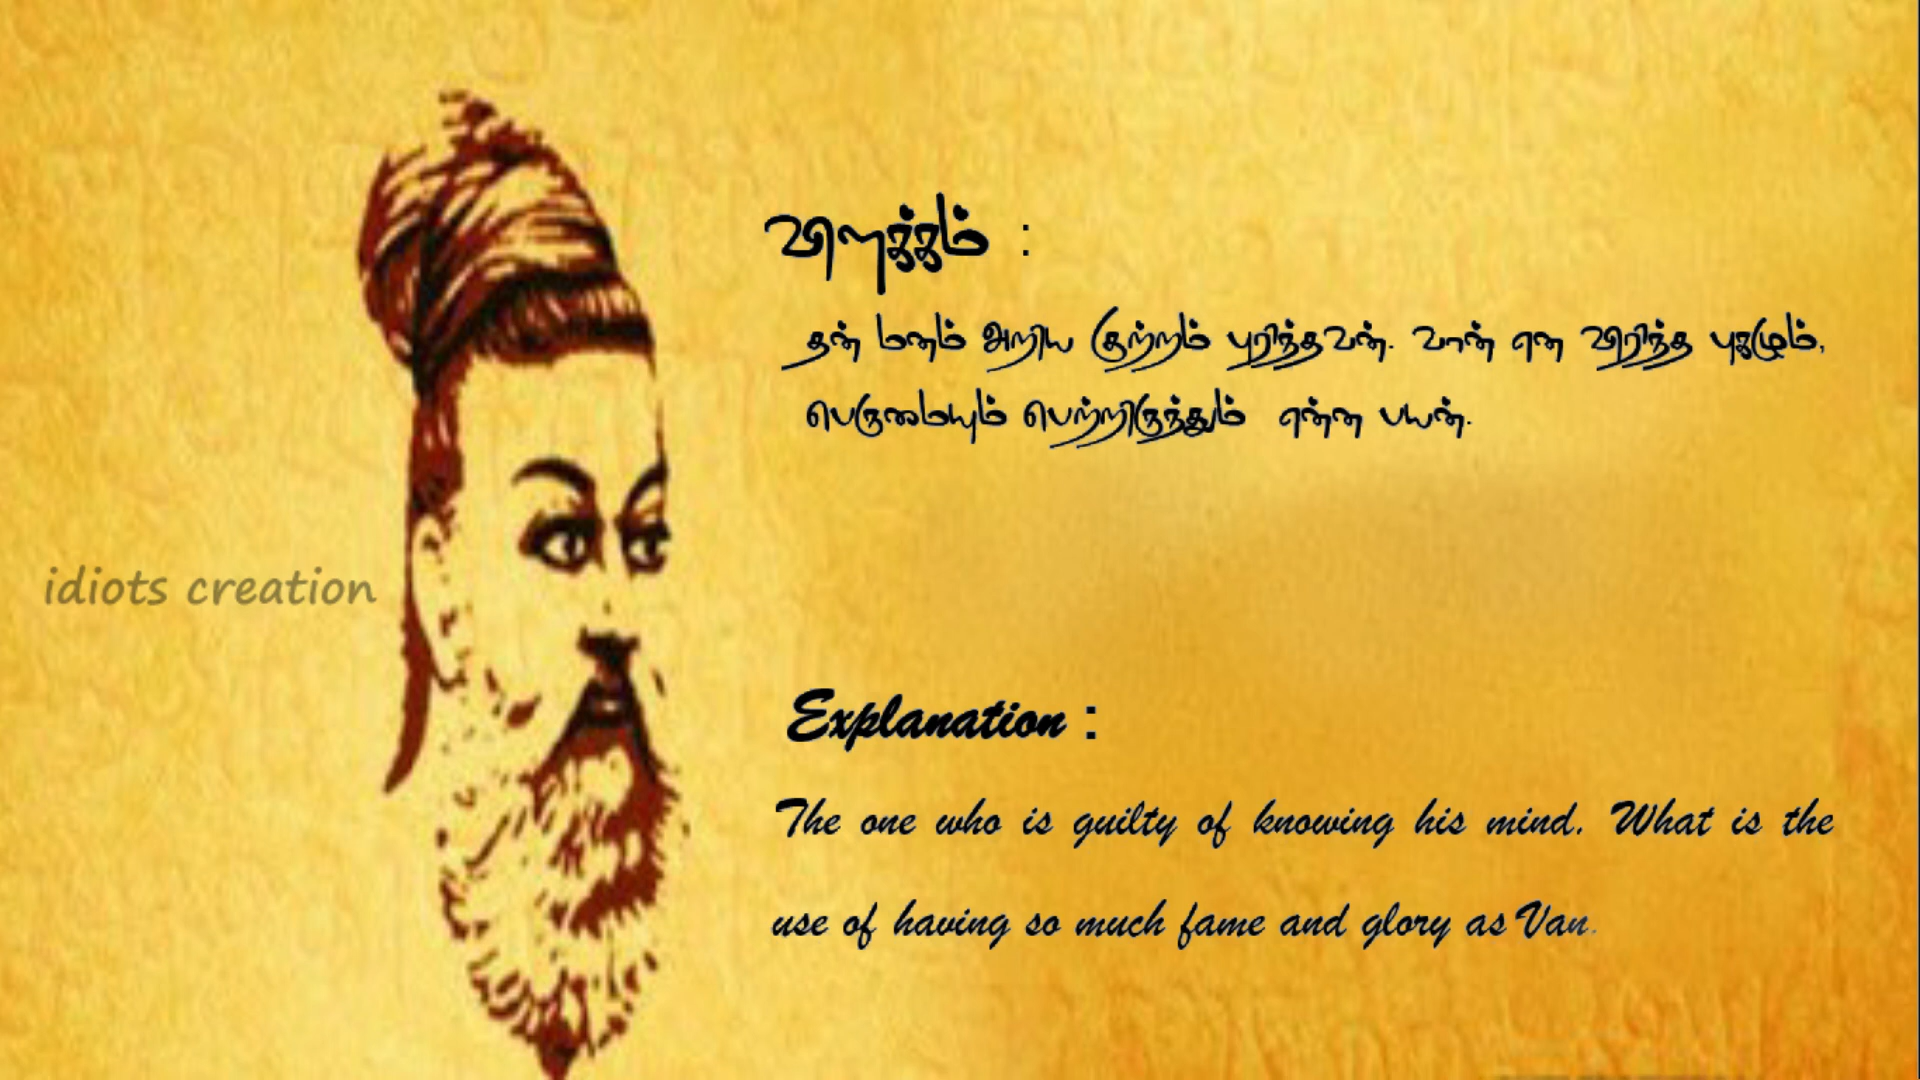 விளக்கம் :
தன் மனம் அறிய குற்றம் புரிந்தவன். வான் என விரிந்த புகழும்,
பெருமையும் பெற்றிருந்தும் என்ன பயன்.
idiots creation
Explanation :
The one who is guilty of knowing his mind. What is the
use of having so much fame and glory as Van.